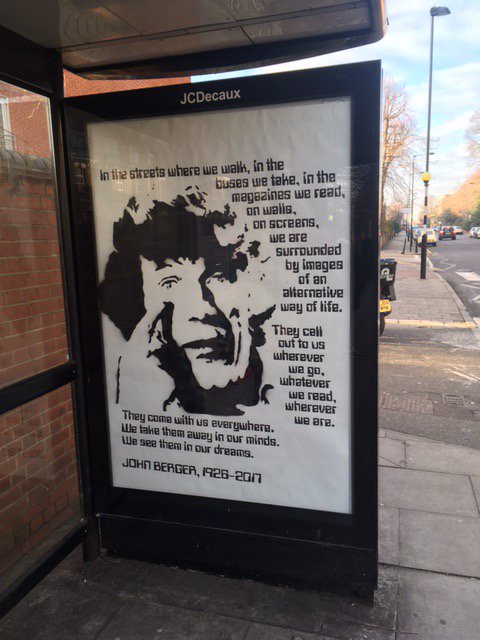 JCDecaux
In the streets where we walk, in the
buses we take, in the
magazines we read,
on walls,
on screens,
we are
surrounded
by images
of an
alternative
way of life.
They call
out to us
wherever
we go,
whatever
we read,
wherever
we are.
They come with us everywhere.
We take them away in our minds.
We see them in our dreams.
JOHN BERGER, 1926-2017